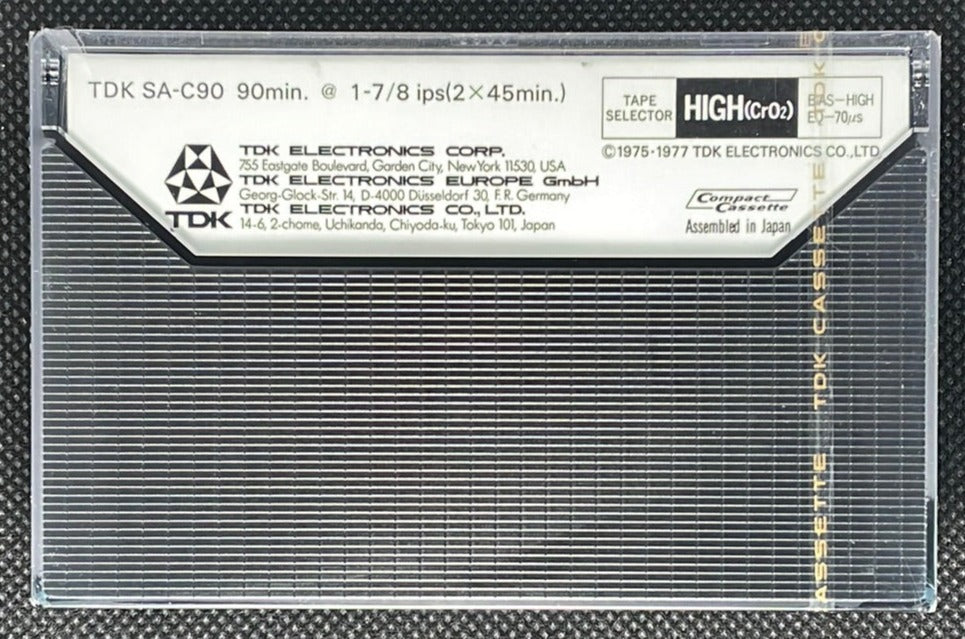 TDK SA-C90 90min. @ 1-7/8 ips(2×45min.)
TAPE
SELECTOR
HIGH(CrO₂)
BIAS-HIGH
EQ-70µs
©1975-1977 TDK ELECTRONICS CO.,LTD
TDK
TDK ELECTRONICS CORP.
755 Eastgate Boulevard, Garden City, New York 11530, USA
TDK ELECTRONICS EUROPE GmbH
Georg-Glock-Str. 14, D-4000 Düsseldorf 30, F.R. Germany
TDK ELECTRONICS CO., LTD.
14-6, 2-chome, Uchikanda, Chiyoda-ku, Tokyo 101, Japan
Compact
Cassette
Assembled in Japan
ASSETTE TDK CASSETTE TDK C